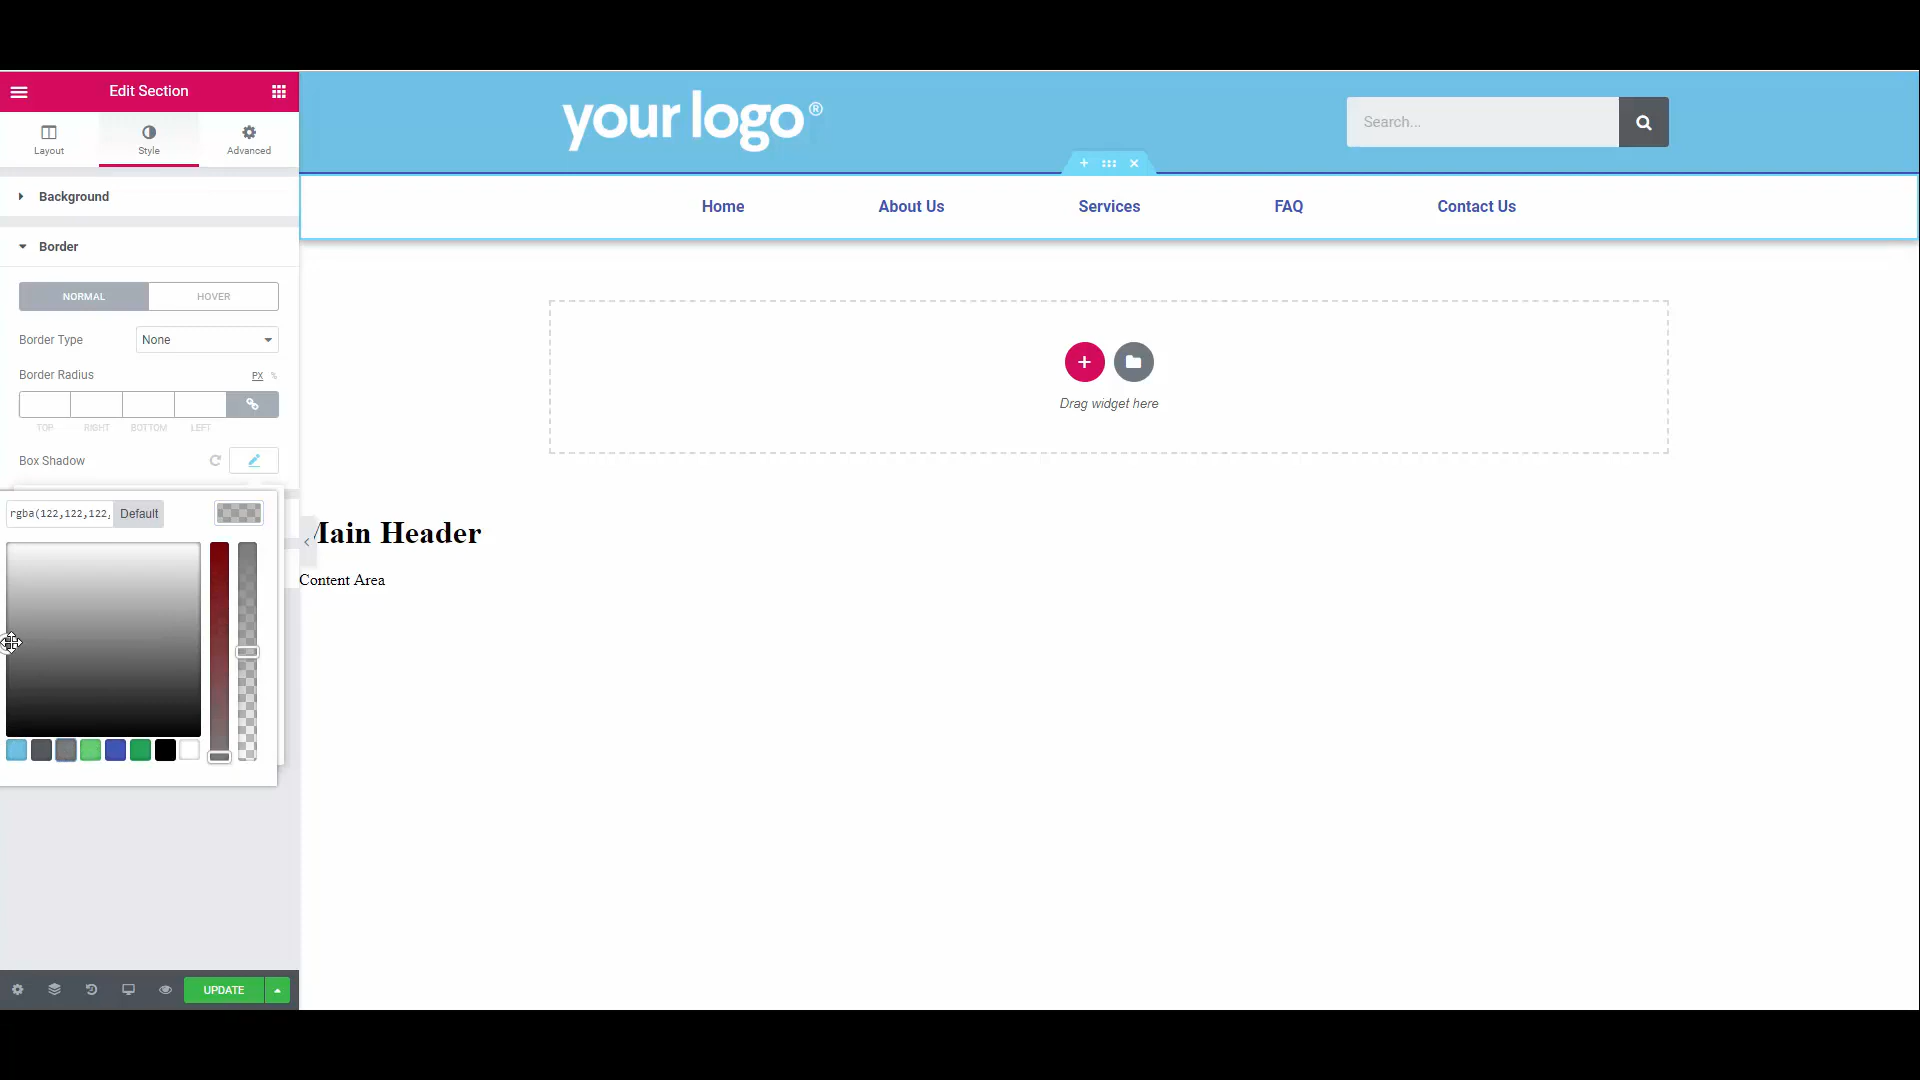 Edit Section
Layout
Style
Advanced
Background
Border
NORMAL
HOVER
Border Type
None
Border Radius
PX
%
TOP
RIGHT
BOTTOM
LEFT
Box Shadow
rgba(122,122,122,
Default
UPDATE
your logo®
Search...
Home
About Us
Services
FAQ
Contact Us
Drag widget here
Main Header
Content Area